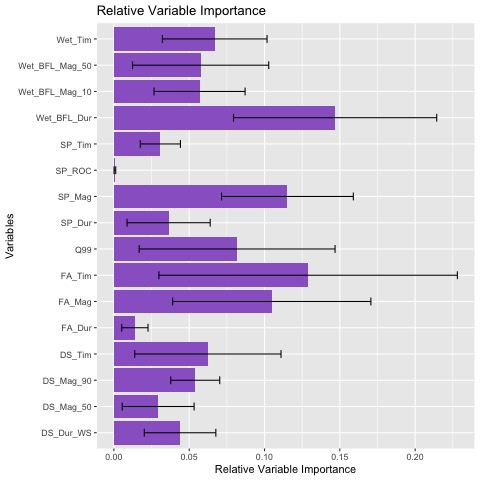 Relative Variable Importance
Variables
Wet_Tim
Wet_BFL_Mag_50
Wet_BFL_Mag_10
Wet_BFL_Dur
SP_Tim
SP_ROC
SP_Mag
SP_Dur
Q99
FA_Tim
FA_Mag
FA_Dur
DS_Tim
DS_Mag_90
DS_Mag_50
DS_Dur_WS
0.00 0.05 0.10 0.15 0.20
Relative Variable Importance